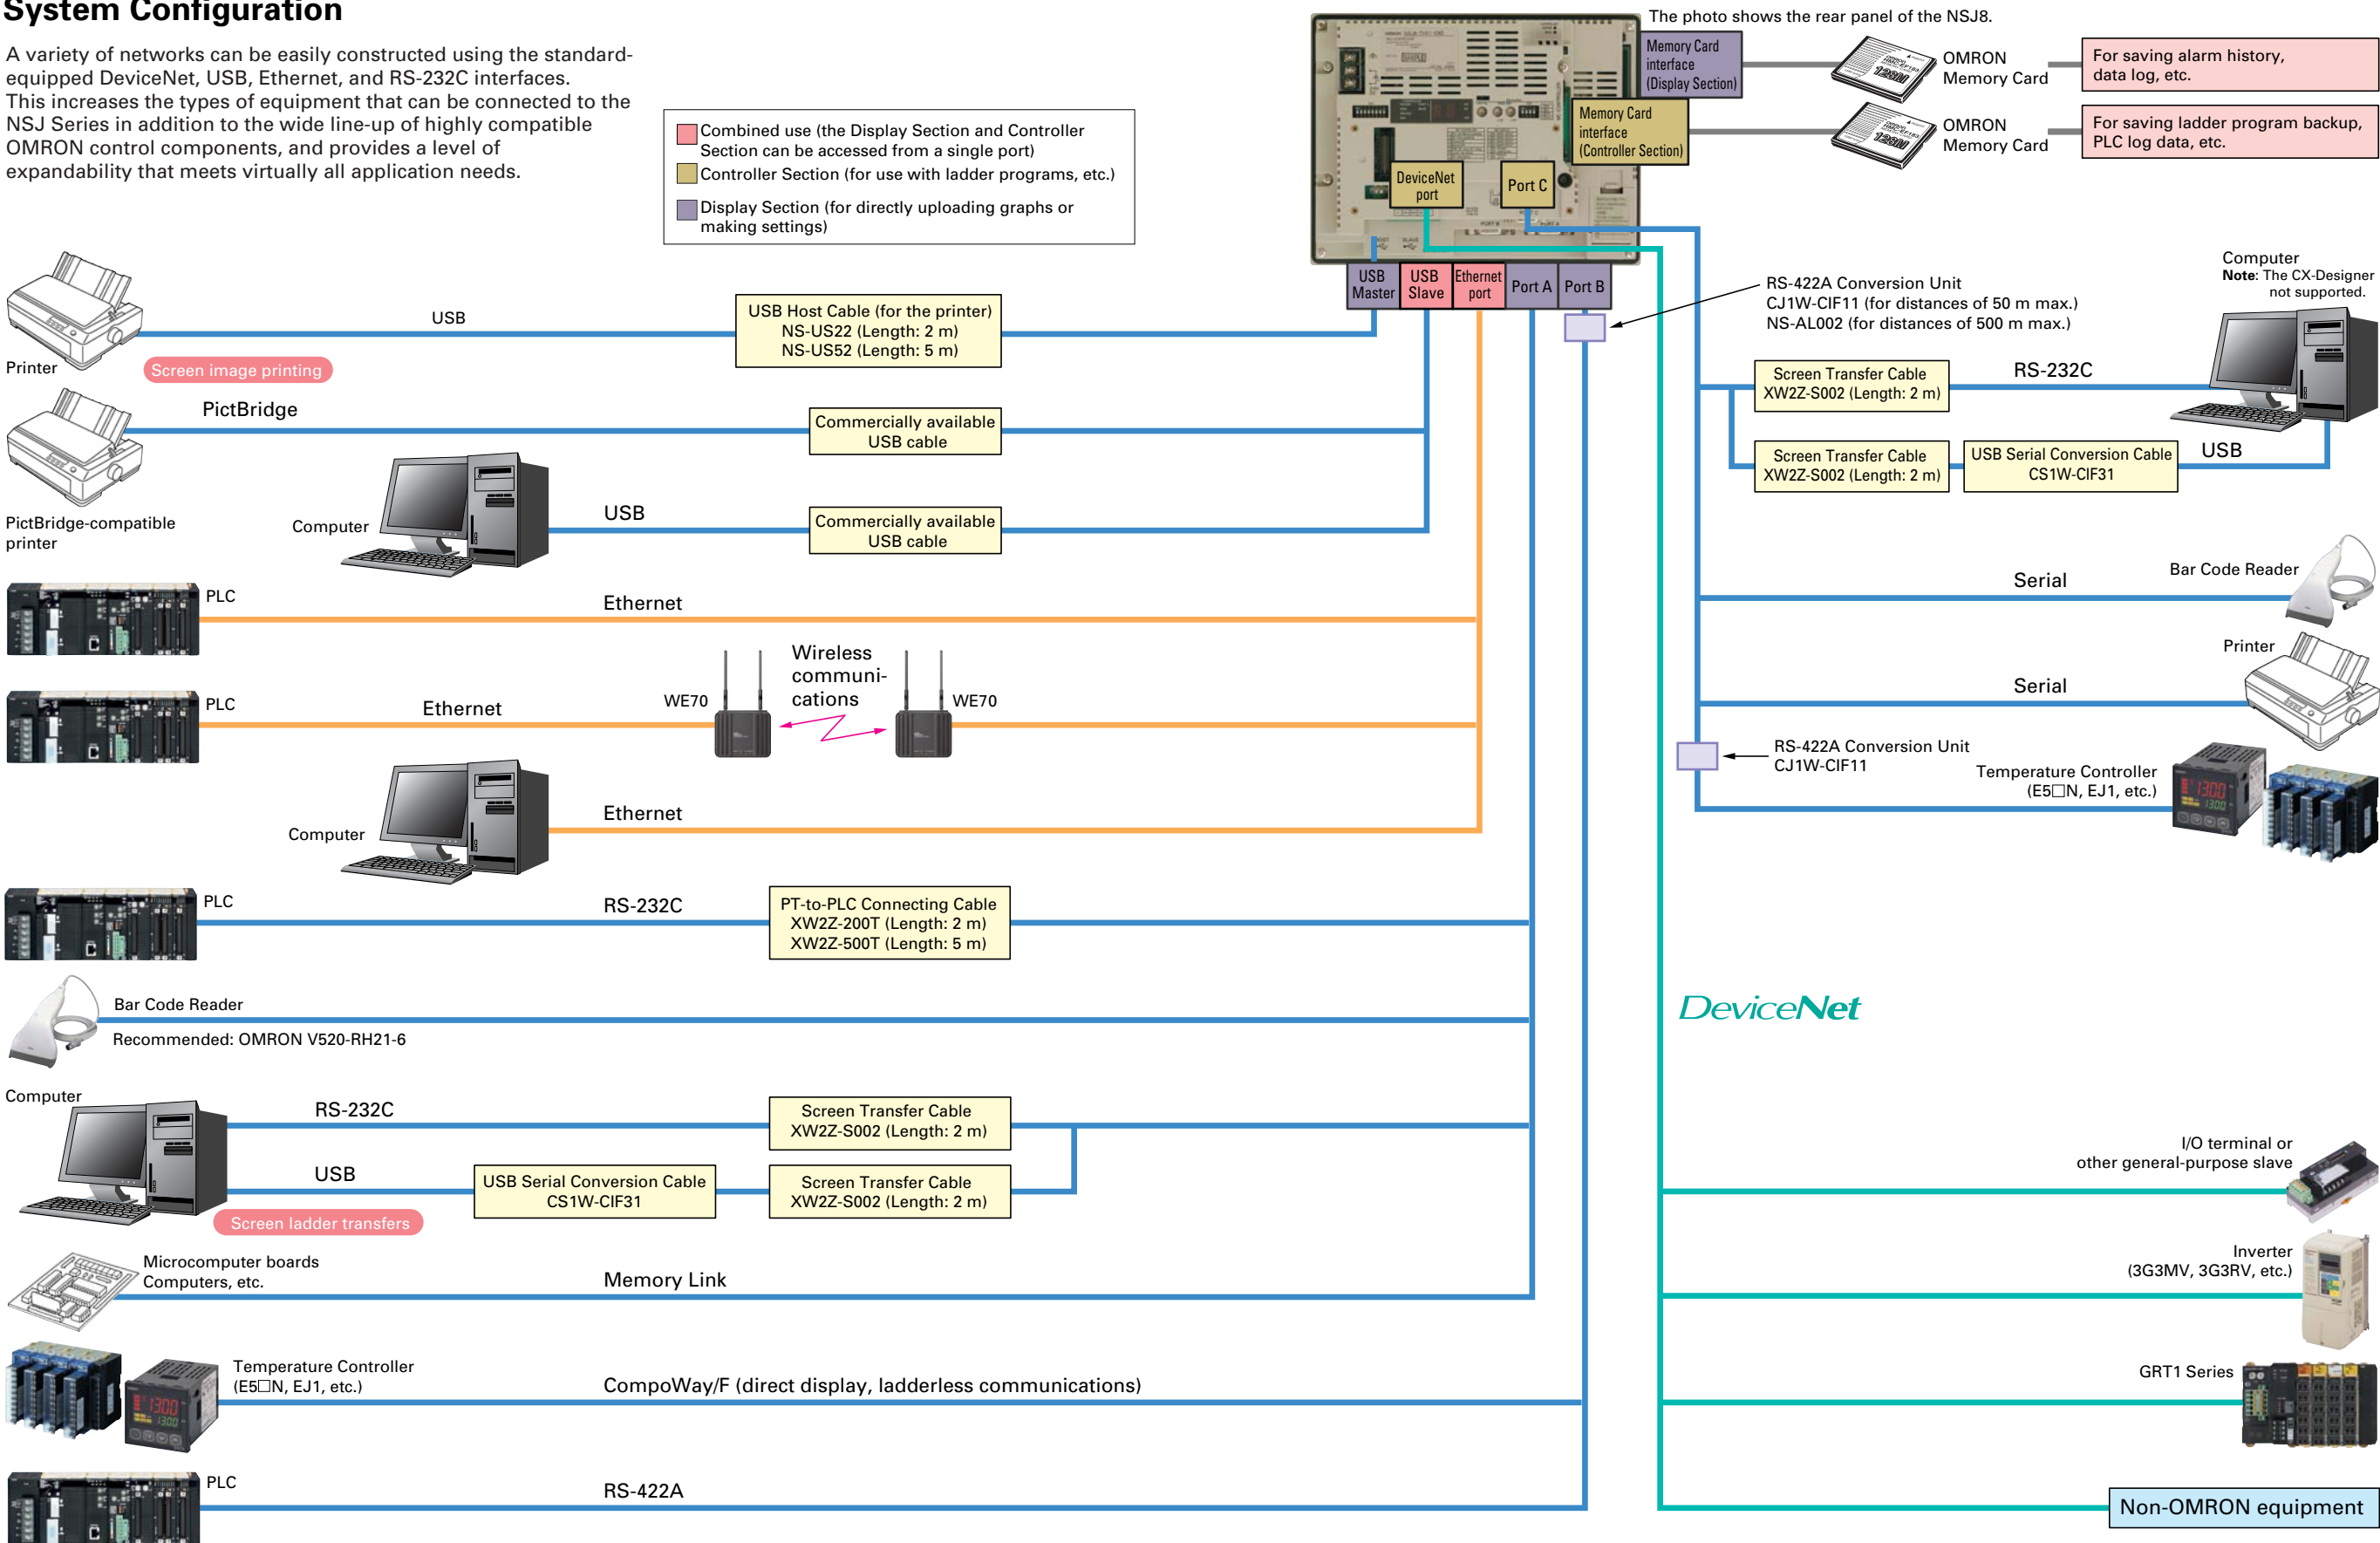 System Configuration
A variety of networks can be easily constructed using the standard-
equipped DeviceNet, USB, Ethernet, and RS-232C interfaces.
This increases the types of equipment that can be connected to the
NSJ Series in addition to the wide line-up of highly compatible
OMRON control components, and provides a level of
expandability that meets virtually all application needs.
Combined use (the Display Section and Controller
Section can be accessed from a single port)
Controller Section (for use with ladder programs, etc.)
Display Section (for directly uploading graphs or
making settings)
The photo shows the rear panel of the NSJ8.
Memory Card
interface
(Display Section)
OMRON
Memory Card
For saving alarm history,
data log, etc.
Memory Card
interface
(Controller Section)
OMRON
Memory Card
For saving ladder program backup,
PLC log data, etc.
128M
128M
DeviceNet
port
Port C
USB
Master
USB
Slave
Ethernet
port
Port A
Port B
RS-422A Conversion Unit
CJ1W-CIF11 (for distances of 50 m max.)
NS-AL002 (for distances of 500 m max.)
Computer
Note: The CX-Designer
not supported.
Printer
USB
Screen image printing
USB Host Cable (for the printer)
NS-US22 (Length: 2 m)
NS-US52 (Length: 5 m)
PictBridge
Commercially available
USB cable
PictBridge-compatible
printer
Computer
USB
Commercially available
USB cable
Screen Transfer Cable
XW2Z-S002 (Length: 2 m)
RS-232C
Screen Transfer Cable
XW2Z-S002 (Length: 2 m)
USB Serial Conversion Cable
CS1W-CIF31
USB
PLC
Ethernet
Serial
Bar Code Reader
PLC
Ethernet
WE70
Wireless
communi-
cations
WE70
Serial
Printer
RS-422A Conversion Unit
CJ1W-CIF11
Temperature Controller
(E5□N, EJ1, etc.)
Computer
Ethernet
PLC
RS-232C
PT-to-PLC Connecting Cable
XW2Z-200T (Length: 2 m)
XW2Z-500T (Length: 5 m)
Bar Code Reader
Recommended: OMRON V520-RH21-6
DeviceNet
Computer
RS-232C
Screen Transfer Cable
XW2Z-S002 (Length: 2 m)
USB
USB Serial Conversion Cable
CS1W-CIF31
Screen Transfer Cable
XW2Z-S002 (Length: 2 m)
Screen ladder transfers
I/O terminal or
other general-purpose slave
Microcomputer boards
Computers, etc.
Memory Link
Inverter
(3G3MV, 3G3RV, etc.)
Temperature Controller
(E5□N, EJ1, etc.)
CompoWay/F (direct display, ladderless communications)
GRT1 Series
PLC
RS-422A
Non-OMRON equipment